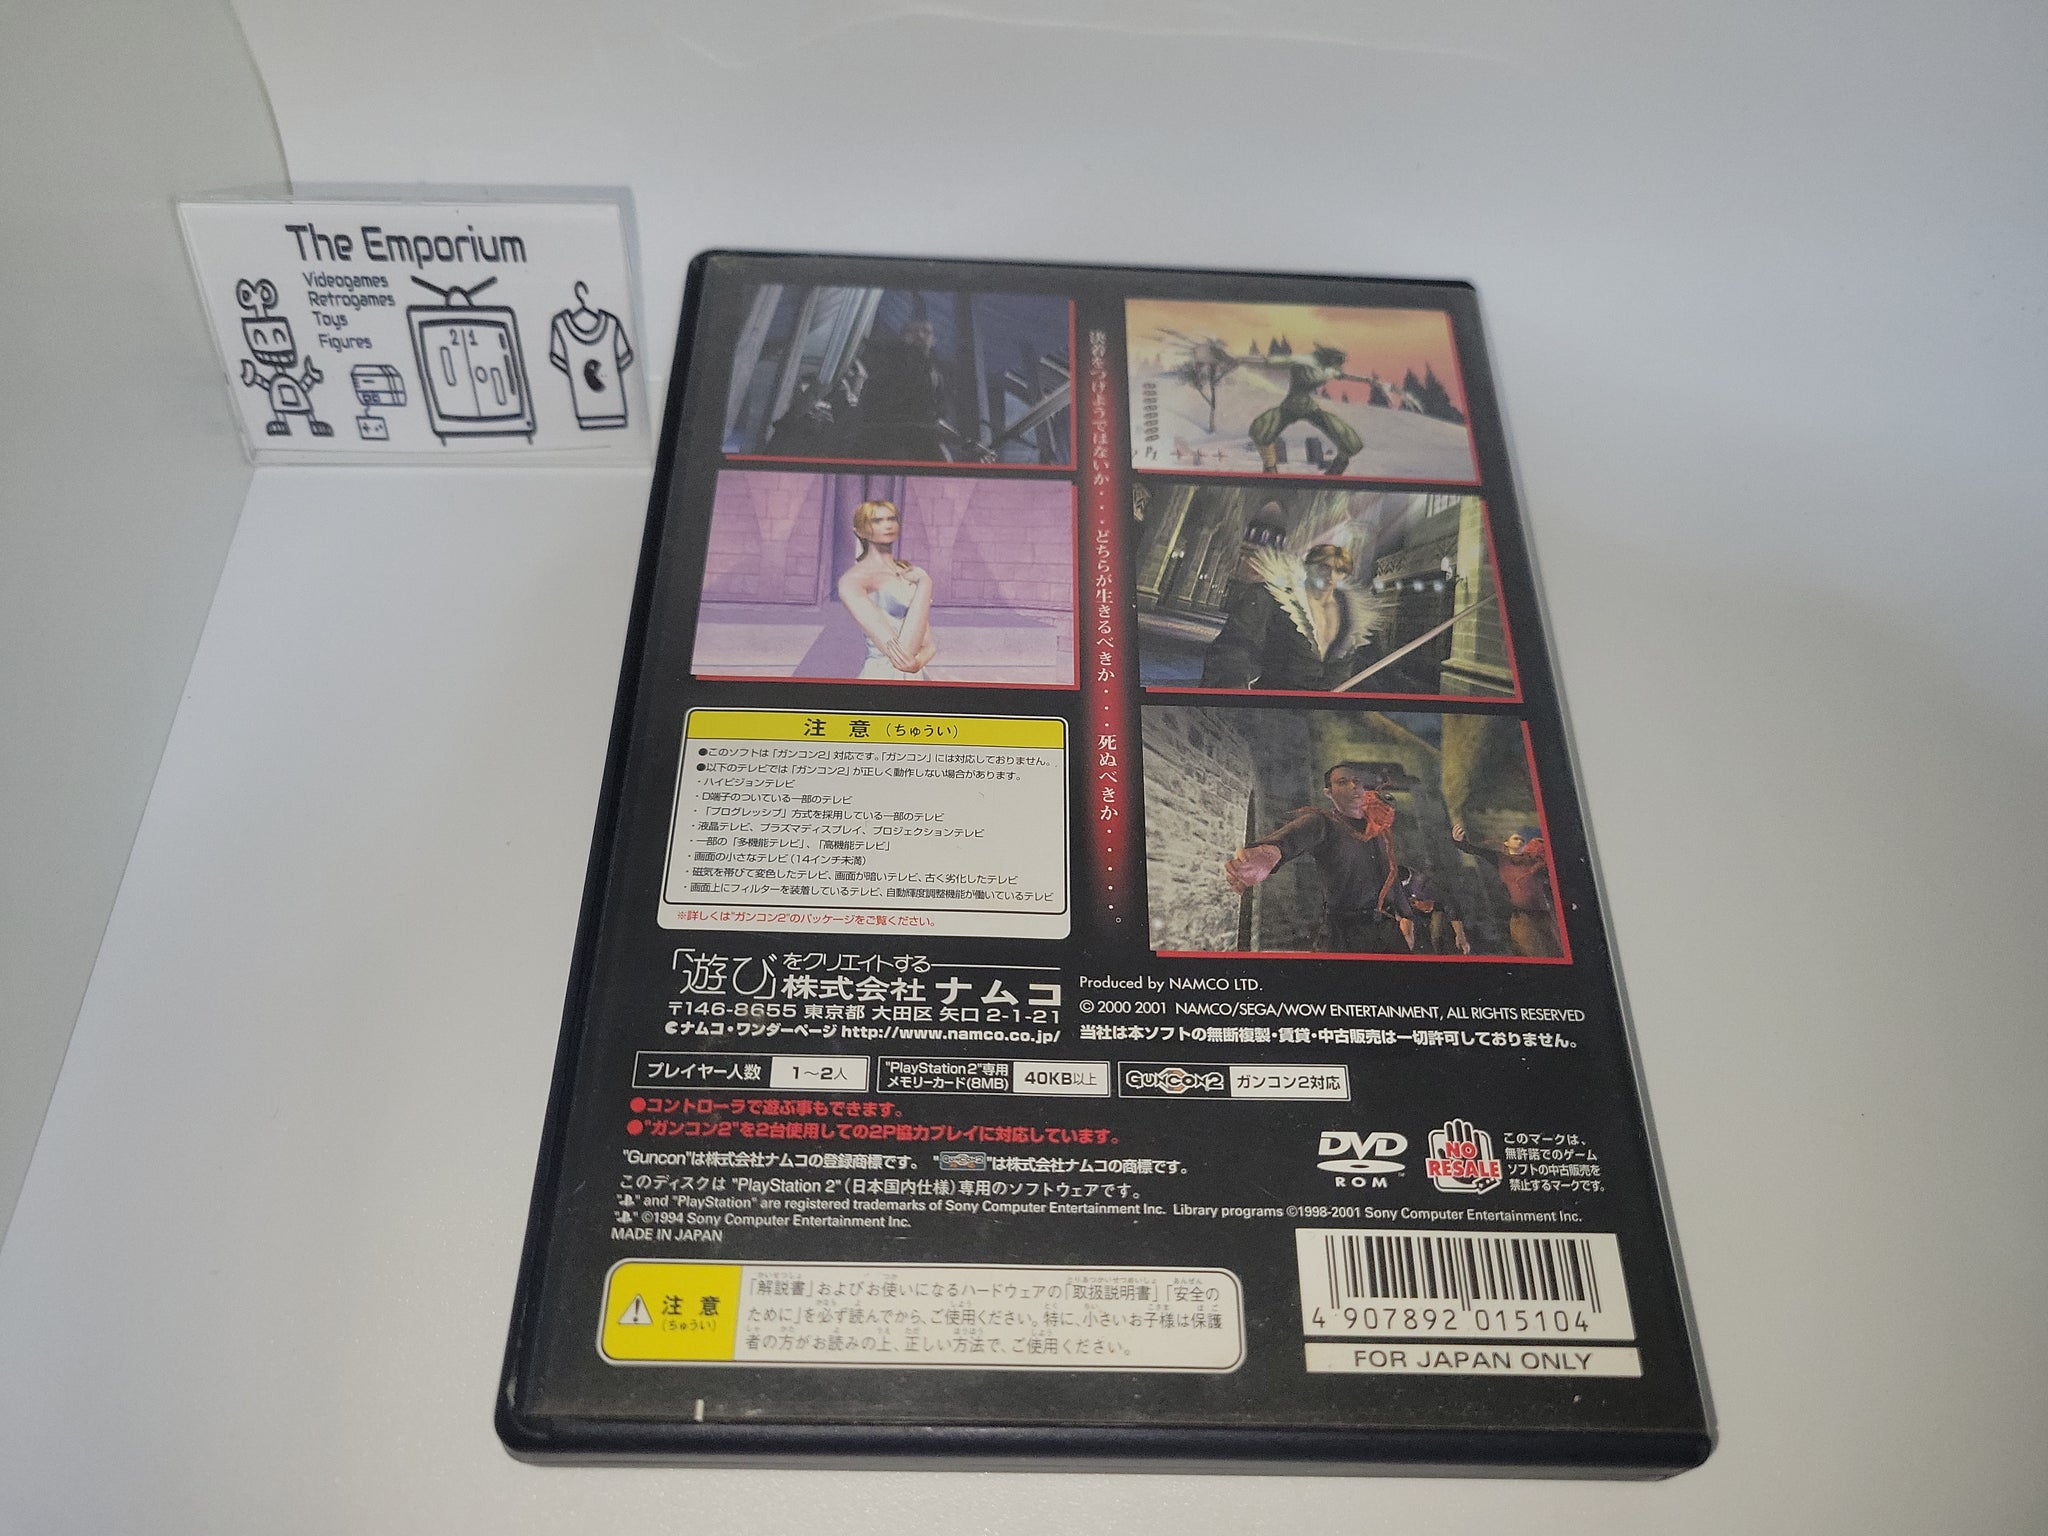 The Emporium
Videogames
Retrogames
Toys
Figures
21
決着をつけようではないか・・・どちらが生きるべきか・・・死ぬべきか・・・・・・。
注 意 (ちゅうい)
●このソフトは「ガンコン2」対応です。「ガンコン」には対応しておりません。
●以下のテレビでは「ガンコン2」が正しく動作しない場合があります。
・ハイビジョンテレビ
・D端子のついている一部のテレビ
・「プログレッシブ」方式を採用している一部のテレビ
・液晶テレビ、プラズマディスプレイ、プロジェクションテレビ
・一部の「多機能テレビ」、「高機能テレビ」
・画面の小さなテレビ(14インチ未満)
・磁気を帯びて変色したテレビ、画面が暗いテレビ、古く劣化したテレビ
・画面上にフィルターを装着しているテレビ、自動輝度調整機能が働いているテレビ
※詳しくは"ガンコン2"のパッケージをご覧ください。
「遊び」をクリエイトする
株式会社 ナムコ
〒146-8655 東京都 大田区 矢口 2-1-21
ナムコ・ワンダーページ http://www.namco.co.jp/
Produced by NAMCO LTD.
© 2000 2001 NAMCO/SEGA/WOW ENTERTAINMENT, ALL RIGHTS RESERVED
当社は本ソフトの無断複製・賃貸・中古販売は一切許可しておりません。
プレイヤー人数 1〜2人
"PlayStation 2"専用
メモリーカード(8MB) 40KB以上
GUNCON2 ガンコン2対応
●コントローラで遊ぶ事もできます。
●"ガンコン2"を2台使用しての2P協力プレイに対応しています。
"Guncon"は株式会社ナムコの登録商標です。 "GUNCON2"は株式会社ナムコの商標です。
このディスクは "PlayStation 2" (日本国内仕様) 専用のソフトウェアです。
" " and "PlayStation" are registered trademarks of Sony Computer Entertainment Inc. Library programs ©1998-2001 Sony Computer Entertainment Inc.
" " ©1994 Sony Computer Entertainment Inc.
MADE IN JAPAN
DVD
ROM
NO
RESALE
このマークは、
無許諾でのゲーム
ソフトの中古販売を
禁止するマークです。
注 意
(ちゅうい)
「解説書」およびお使いになるハードウェアの「取扱説明書」「安全の
ために」を必ず読んでから、ご使用ください。特に、小さいお子様は保護
者の方がお読みの上、正しい方法で、ご使用ください。
4 907892 015104
FOR JAPAN ONLY